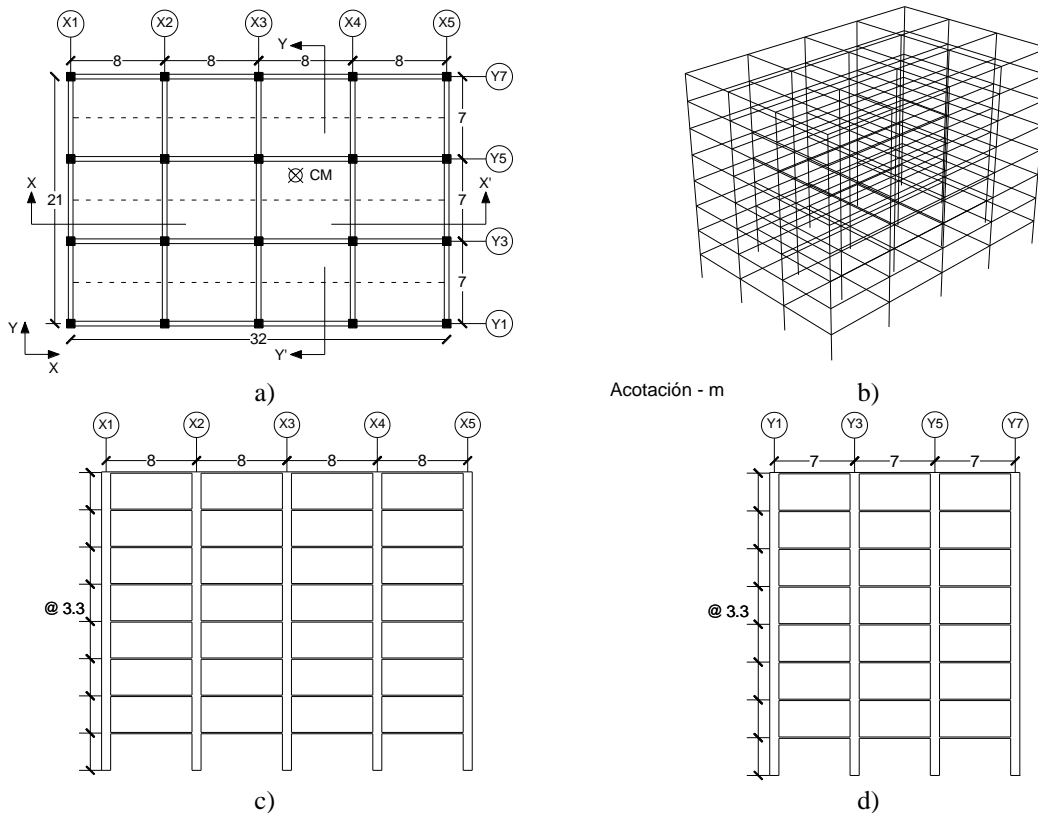 X1 X2 X3 X4 X5
Y
8 8 8 8
Y7
7
Y5
CM
X X'
21 7
Y3
7
Y1
Y 32 Y'
X
a)
Acotación - m
b)
X1 X2 X3 X4 X5
8 8 8 8
@ 3.3
c)
Y1 Y3 Y5 Y7
7 7 7
@ 3.3
d)